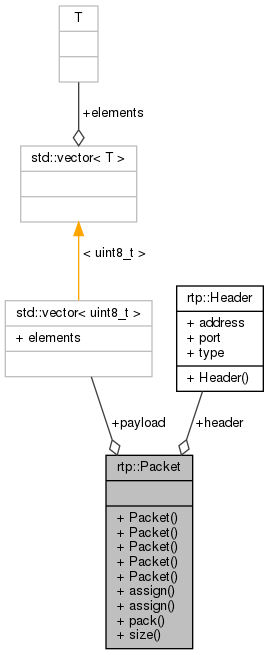 T
+elements
std::vector< T >
< uint8_t >
std::vector< uint8_t >
+ elements
rtp::Header
+ address
+ port
+ type
+ Header()
+payload
+header
rtp::Packet
+ Packet()
+ Packet()
+ Packet()
+ Packet()
+ Packet()
+ assign()
+ assign()
+ pack()
+ size()